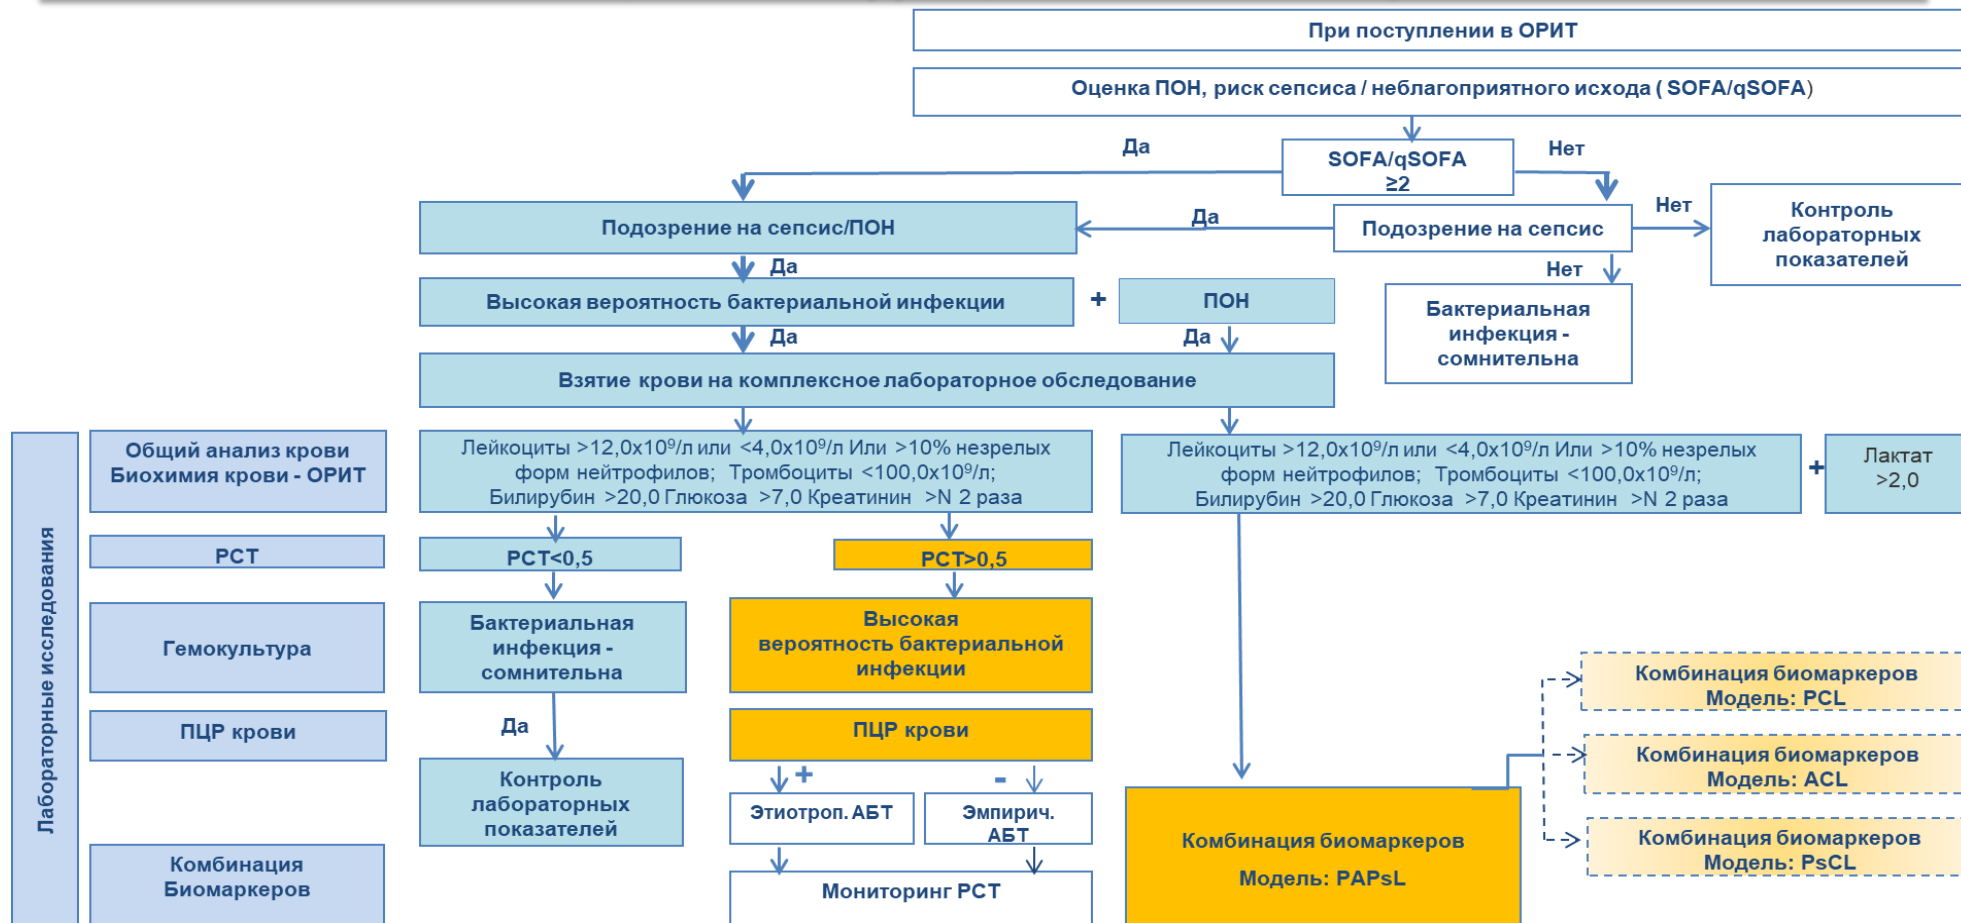 При поступлении в ОРИТ
Оценка ПОН, риск сепсиса / неблагоприятного исхода ( SOFA/qSOFA)
Да
SOFA/qSOFA
≥2
Нет
Подозрение на сепсис/ПОН
Да
Подозрение на сепсис
Нет
Контроль
лабораторных
показателей
Да
Нет
Высокая вероятность бактериальной инфекции
+
ПОН
Бактериальная
инфекция -
сомнительна
Да
Да
Взятие крови на комплексное лабораторное обследование
Лабораторные исследования
Общий анализ крови
Биохимия крови - ОРИТ
Лейкоциты >12,0х10⁹/л или <4,0х10⁹/л Или >10% незрелых
форм нейтрофилов; Тромбоциты <100,0х10⁹/л;
Билирубин >20,0 Глюкоза >7,0 Креатинин >N 2 раза
Лейкоциты >12,0х10⁹/л или <4,0х10⁹/л Или >10% незрелых
форм нейтрофилов; Тромбоциты <100,0х10⁹/л;
Билирубин >20,0 Глюкоза >7,0 Креатинин >N 2 раза
+
Лактат
>2,0
РСТ
РСТ<0,5
РСТ>0,5
Гемокультура
Бактериальная
инфекция -
сомнительна
Высокая
вероятность бактериальной
инфекции
Комбинация биомаркеров
Модель: PCL
ПЦР крови
Да
ПЦР крови
Комбинация биомаркеров
Модель: ACL
Контроль
лабораторных
показателей
+
-
Этиотроп. АБТ
Эмпирич.
АБТ
Комбинация биомаркеров
Модель: PAPsL
Комбинация биомаркеров
Модель: PsCL
Комбинация
Биомаркеров
Мониторинг РСТ